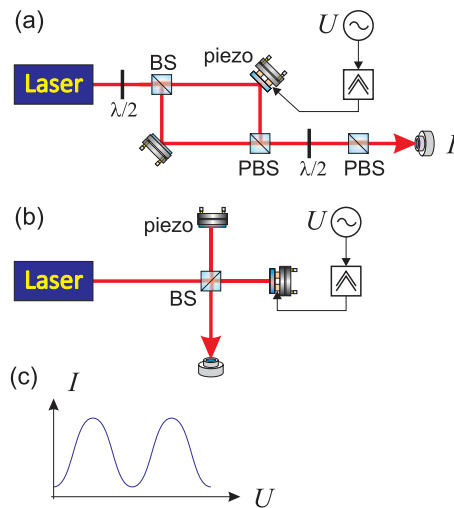 (a)
BS
piezo
U
Laser
λ/2
PBS
λ/2
PBS
I
(b)
piezo
U
Laser
BS
(c)
I
U